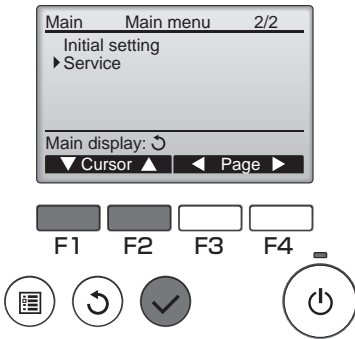 Main Main menu 2/2
Initial setting
Service
Main display:
Cursor Page
F1 F2 F3 F4